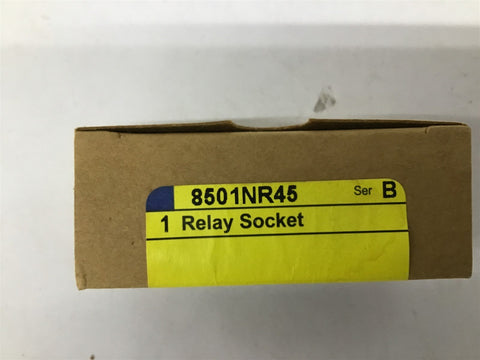 8501NR45 Ser B
1 Relay Socket